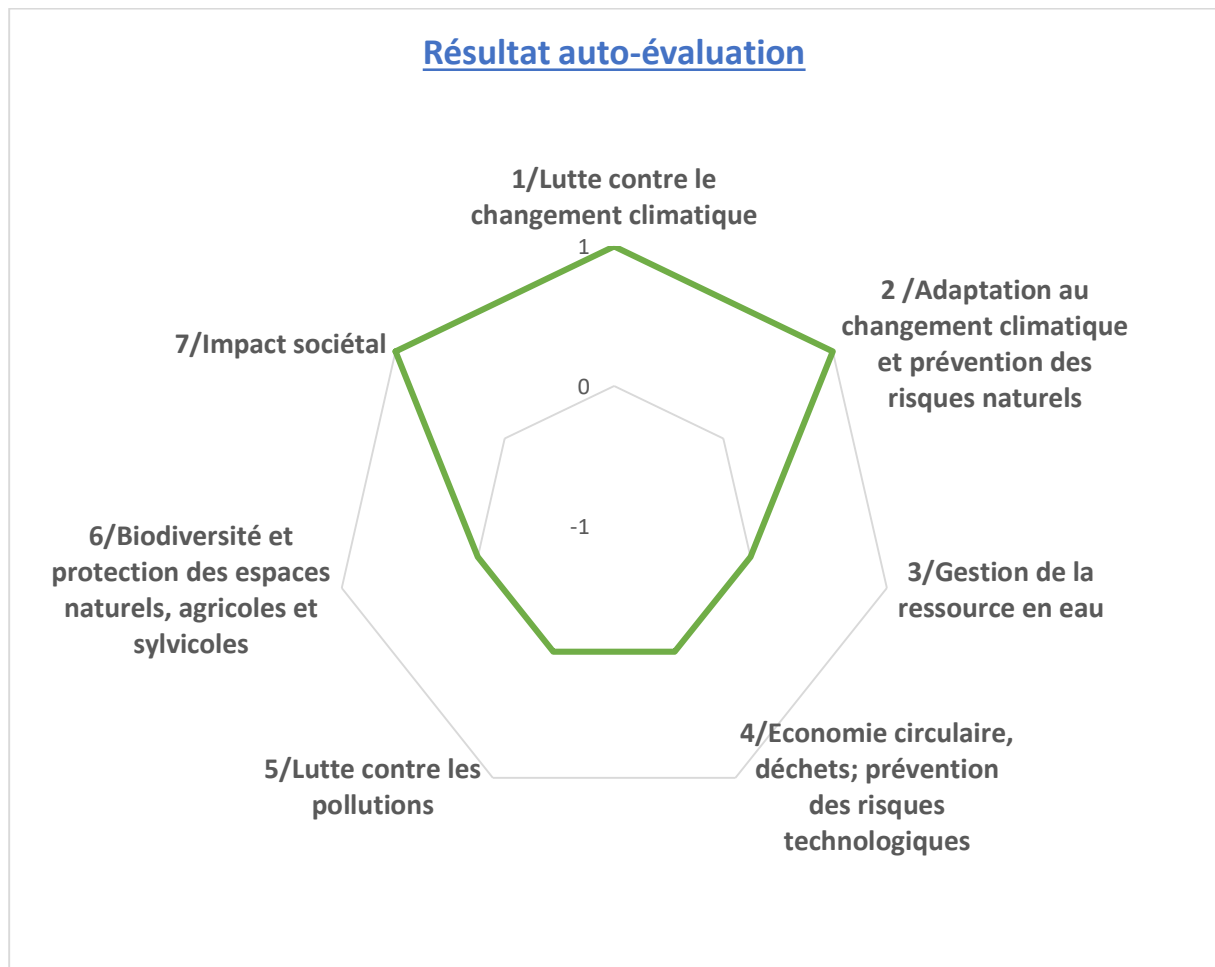 Résultat auto-évaluation
1/Lutte contre le
changement climatique
1
2 /Adaptation au
changement climatique
et prévention des
risques naturels
7/Impact sociétal
0
-1
6/Biodiversité et
protection des espaces
naturels, agricoles et
sylvicoles
3/Gestion de la
ressource en eau
4/Economie circulaire,
déchets; prévention
des risques
technologiques
5/Lutte contre les
pollutions